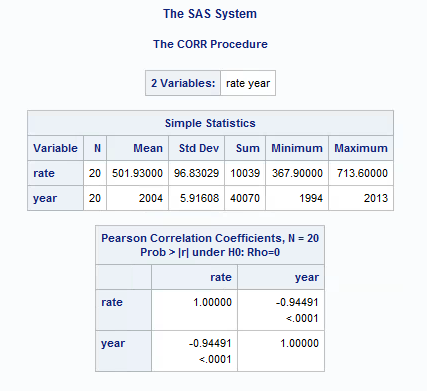 The SAS System
The CORR Procedure
2 Variables: rate year
Simple Statistics
Variable N Mean Std Dev Sum Minimum Maximum
rate 20 501.93000 96.83029 10039 367.90000 713.60000
year 20 2004 5.91608 40070 1994 2013
Pearson Correlation Coefficients, N = 20
Prob > |r| under H0: Rho=0
rate year
rate 1.00000 -0.94491
<.0001
year -0.94491 1.00000
<.0001